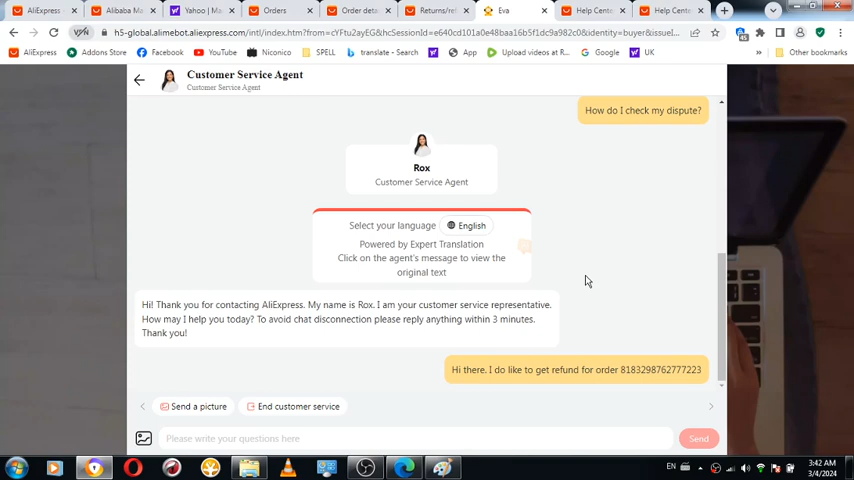 AliExpress
Alibaba Ma
Yahoo | Ma
Orders
Order detai
Returns/ref
Eva
Help Cente
Help Cente
VPN
h5-global.alimebot.aliexpress.com/intl/index.htm?from=cYFtu2ayEG&hcSessionId=e640cd101a0e48baa16b5f1dc9a982c0&identity=buyer&issueI
45
AliExpress
Addons Store
Facebook
YouTube
Niconico
SPELL
translate - Search
App
Upload videos at R...
Google
UK
»
Other bookmarks
Customer Service Agent
Customer Service Agent
How do I check my dispute?
Rox
Customer Service Agent
Select your language
English
Powered by Expert Translation
Click on the agent's message to view the
original text
Hi! Thank you for contacting AliExpress. My name is Rox. I am your customer service representative.
How may I help you today? To avoid chat disconnection please reply anything within 3 minutes.
Thank you!
Hi there. I do like to get refund for order 8183298762777223
Send a picture
End customer service
Please write your questions here
Send
EN
3:42 AM
3/4/2024